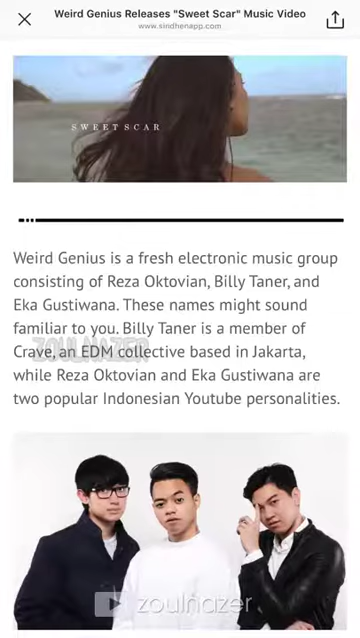 Weird Genius Releases "Sweet Scar" Music Video
www.sindhenapp.com
SWEET SCAR
Weird Genius is a fresh electronic music group
consisting of Reza Oktovian, Billy Taner, and
Eka Gustiwana. These names might sound
familiar to you. Billy Taner is a member of
ZOULNAZER
Crave, an EDM collective based in Jakarta,
while Reza Oktovian and Eka Gustiwana are
two popular Indonesian Youtube personalities.
zoulnazer